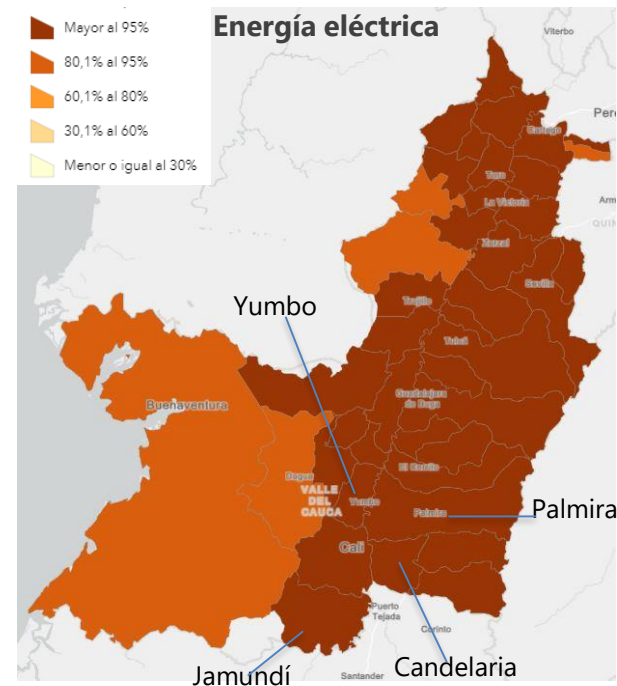 Energía eléctrica
Mayor al 95%
80,1% al 95%
60,1% al 80%
30,1% al 60%
Menor o igual al 30%
Viterbo
Pere
Cartago
Toro
La Victoria
Arm
QUIN
Zarzal
Sevilla
Trujillo
Yumbo
Tuluá
Guadalajara
de Buga
Buenaventura
El Cerrito
Dagua
VALLE
DEL
CAUCA
Yumbo
Palmira
Palmira
Cali
Puerto
Tejada
Corinto
Jamundí
Santander
Candelaria